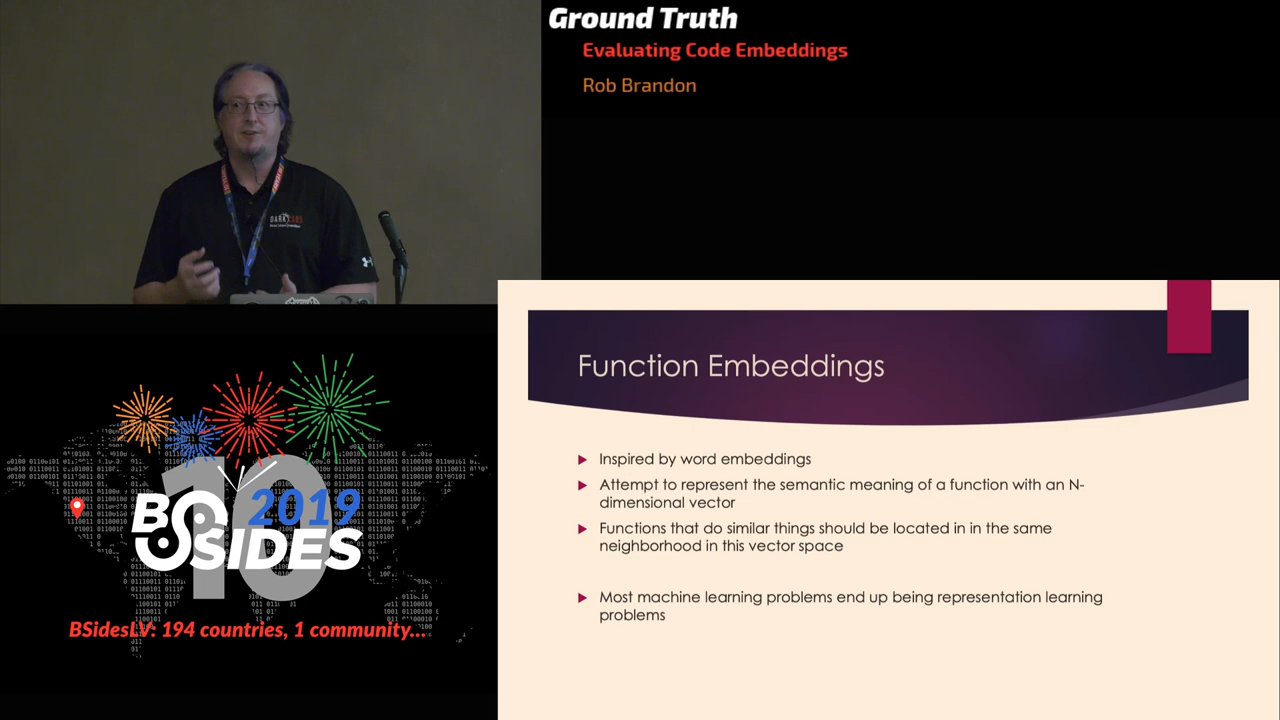 Ground Truth
Evaluating Code Embeddings
Rob Brandon
DARK LABS
Function Embeddings
Inspired by word embeddings
Attempt to represent the semantic meaning of a function with an N-
dimensional vector
Functions that do similar things should be located in in the same
neighborhood in this vector space
Most machine learning problems end up being representation learning
problems
10
2019
BSIDES
BSidesLV: 194 countries, 1 community...